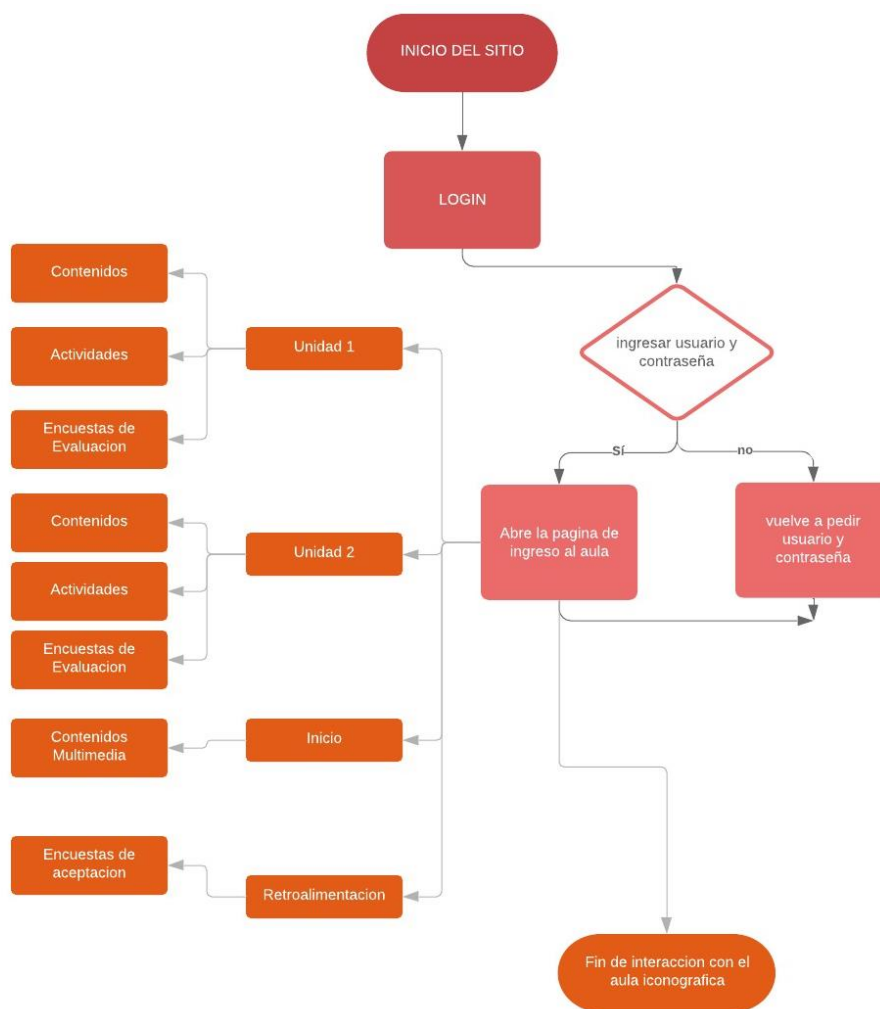 INICIO DEL SITIO
LOGIN
ingresar usuario y
contraseña
Sí
no
Abre la pagina de
ingreso al aula
vuelve a pedir
usuario y
contraseña
Unidad 1
Contenidos
Actividades
Encuestas de
Evaluacion
Unidad 2
Contenidos
Actividades
Encuestas de
Evaluacion
Inicio
Contenidos
Multimedia
Retroalimentacion
Encuestas de
aceptacion
Fin de interaccion con el
aula iconografica